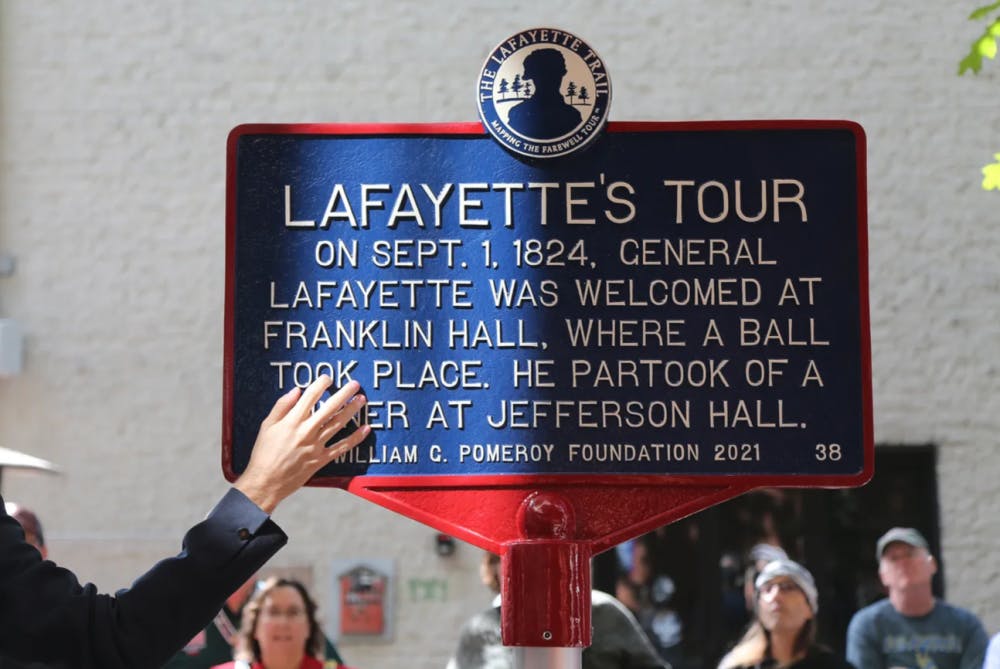 THE LAFAYETTE TRAIL
MAPPING THE FAREWELL TOUR
LAFAYETTE'S TOUR
ON SEPT. 1, 1824, GENERAL
LAFAYETTE WAS WELCOMED AT
FRANKLIN HALL, WHERE A BALL
TOOK PLACE. HE PARTOOK OF A
NER AT JEFFERSON HALL.
WILLIAM G. POMEROY FOUNDATION 2021 38